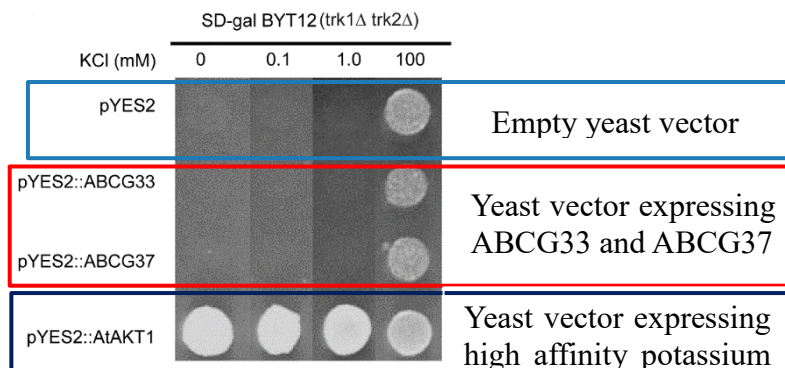 SD-gal BYT12 (trk1Δ trk2Δ)
KCl (mM) 0 0.1 1.0 100
pYES2
Empty yeast vector
pYES2::ABCG33
pYES2::ABCG37
Yeast vector expressing
ABCG33 and ABCG37
pYES2::AtAKT1
Yeast vector expressing
high affinity potassium